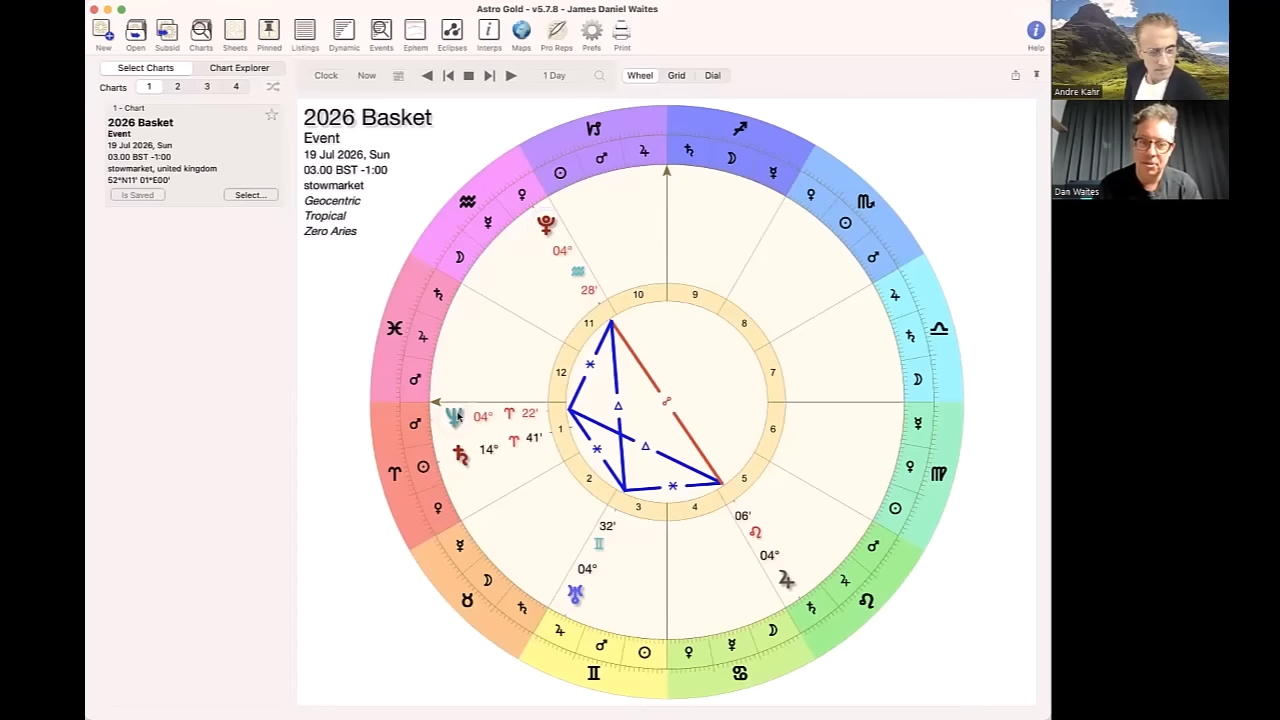 Astro Gold - v5.7.8 - James Daniel Waites
New Open Subsid Charts Sheets Pinned Listings Dynamic Events Ephem Eclipses Interps Maps Pro Reps Prefs Print Help
Select Charts Chart Explorer
Clock Now 1 Day Wheel Grid Dial
Charts 1 2 3 4
1 - Chart
2026 Basket
Event
19 Jul 2026, Sun
03.00 BST -1:00
stowmarket, united kingdom
52°N11' 01°E00'
Is Saved Select...
2026 Basket
Event
19 Jul 2026, Sun
03.00 BST -1:00
stowmarket
Geocentric
Tropical
Zero Aries
04°
28'
10 9
11 8
12 7
04° 22'
1 6
14° 41'
2 5
3 4
32' 06'
04° 04°
Andre Kahr
Dan Waites